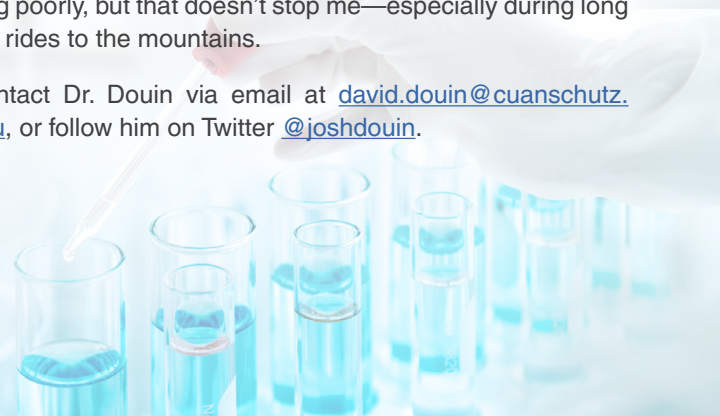 g poorly, but that doesn't stop me—especially during long
rides to the mountains.
ntact Dr. Douin via email at david.douin@cuanschutz.
u, or follow him on Twitter @joshdouin.